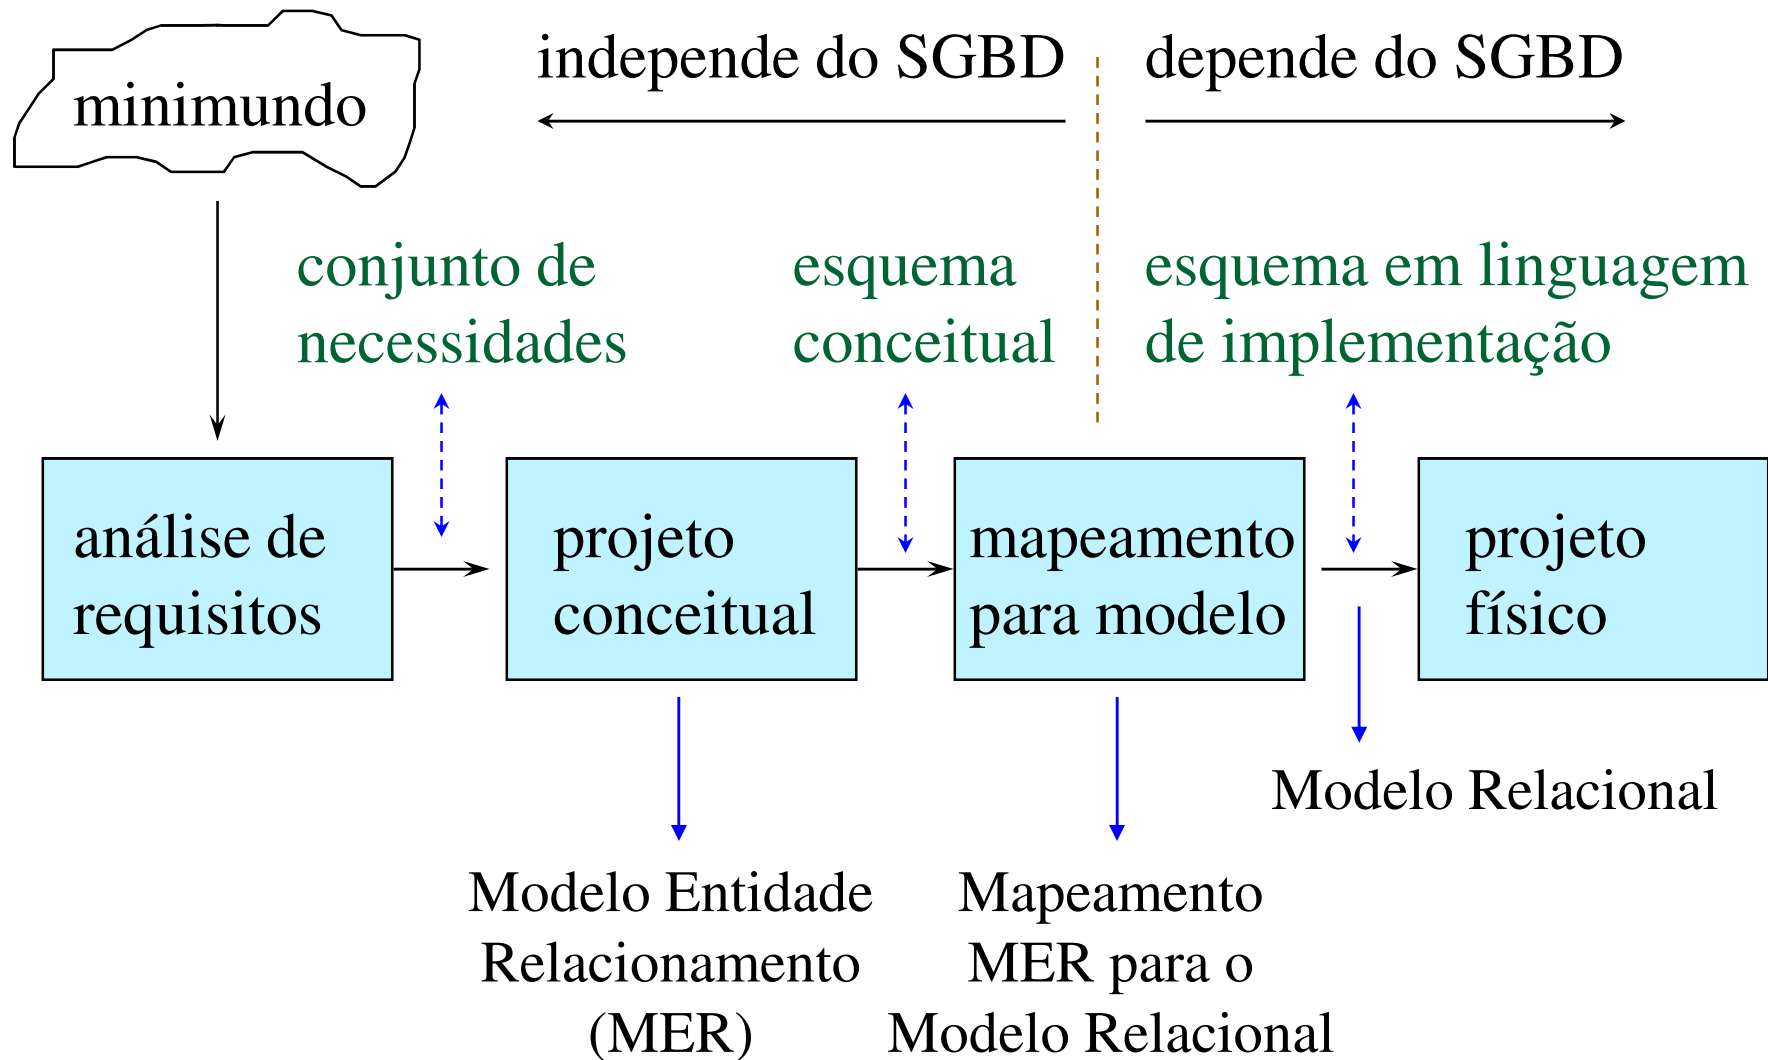 minimundo
independe do SGBD
depende do SGBD
conjunto de
necessidades
esquema
conceitual
esquema em linguagem
de implementação
análise de
requisitos
projeto
conceitual
mapeamento
para modelo
projeto
físico
Modelo Relacional
Modelo Entidade
Relacionamento
(MER)
Mapeamento
MER para o
Modelo Relacional